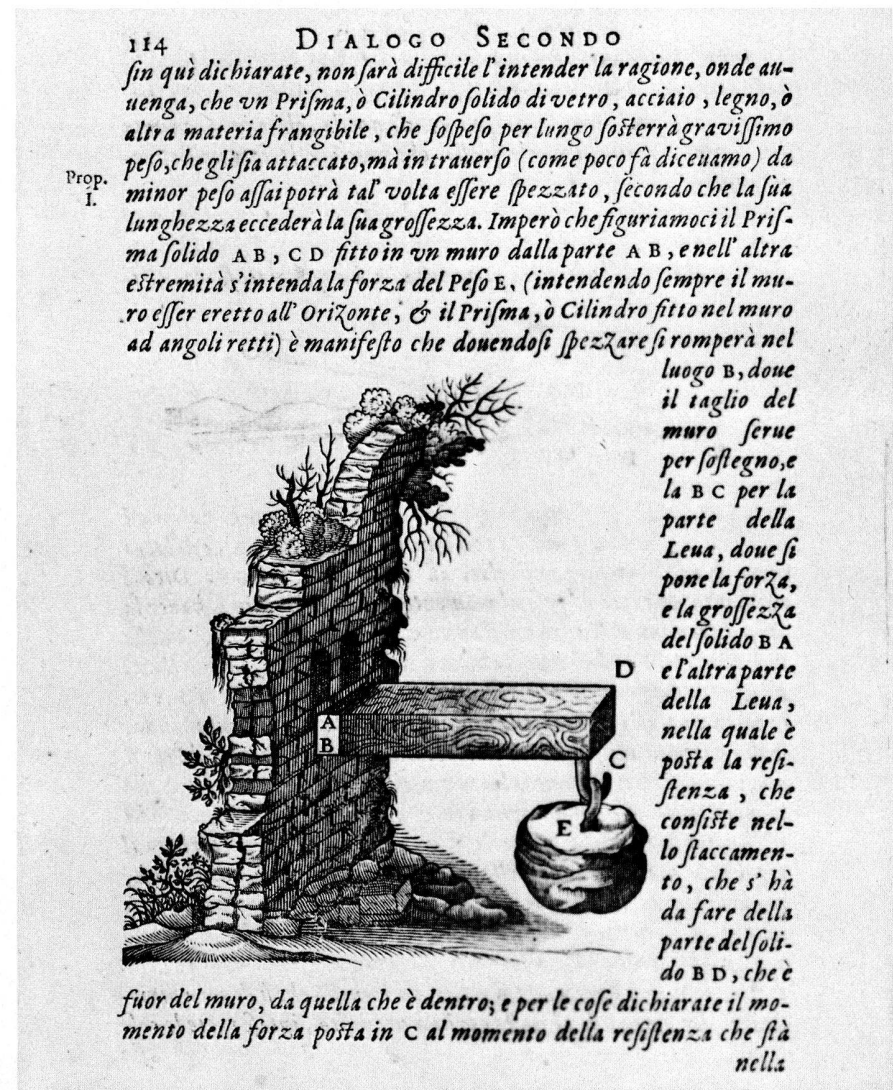 114 DIALOGO SECONDO
ſin quì dichiarate, non ſarà difficile l'intender la ragione, onde au-
uenga, che vn Priſma, ò Cilindro ſolido di vetro, acciaio, legno, ò
altra materia frangibile, che ſoſpeſo per lungo ſoſterrà gravißimo
peſo, che gli ſia attaccato, mà in trauerſo (come poco fà diceuamo) da
Prop. I.
minor peſo aſſai potrà tal' volta eſſere ſpezzato, ſecondo che la ſua
lunghezza eccederà la ſua groſſezza. Imperò che figuriamoci il Priſ-
ma ſolido AB, CD fitto in vn muro dalla parte AB, e nell' altra
eſtremità s'intenda la forza del Peſo E, (intendendo ſempre il mu-
ro eſſer eretto all' Orizonte, & il Priſma, ò Cilindro fitto nel muro
ad angoli retti) è manifeſto che douendoſi ſpezzare ſi romperà nel
luogo B, doue
il taglio del
muro ſerue
per ſoſtegno, e
la BC per la
parte della
Leua, doue ſi
pone la forza,
e la groſſezza
del ſolido BA
e l'altra parte
della Leua,
nella quale è
poſta la reſi-
ſtenza, che
conſiſte nel-
lo ſtaccamen-
to, che s' hà
da fare della
parte del ſoli-
do BD, che è
fuor del muro, da quella che è dentro; e per le coſe dichiarate il mo-
mento della forza poſta in C al momento della reſiſtenza che ſtà
nella
A
B
D
C
E